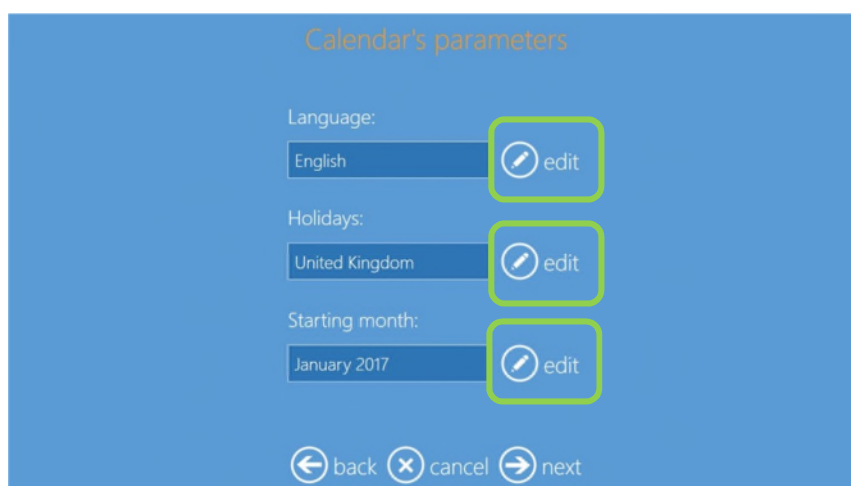 Calendar's parameters
Language:
English edit
Holidays:
United Kingdom edit
Starting month:
January 2017 edit
back cancel next